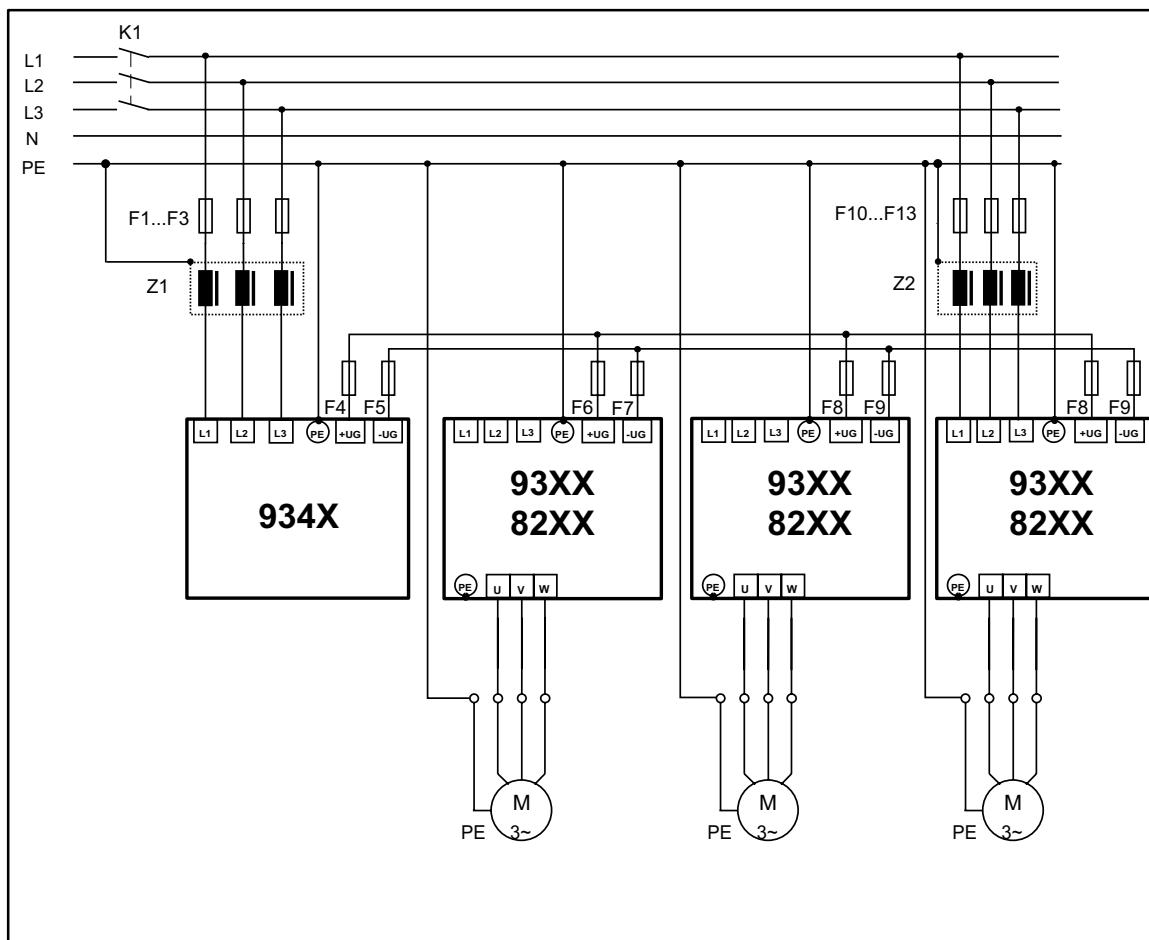 K1
L1
L2
L3
N
PE
F1...F3
F10...F13
Z1
Z2
F4 F5 F6 F7 F8 F9 F8 F9
L1 L2 L3 PE +UG -UG
L1 L2 L3 PE +UG -UG
L1 L2 L3 PE +UG -UG
L1 L2 L3 PE +UG -UG
934X
93XX
82XX
93XX
82XX
93XX
82XX
PE U V W
PE U V W
PE U V W
M
3~
PE
M
3~
PE
M
3~
PE